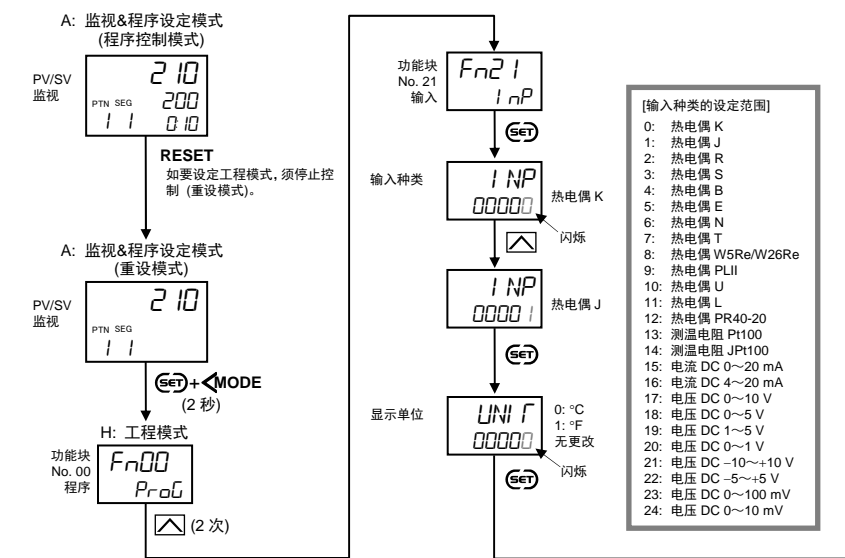 A: 监视&程序设定模式
(程序控制模式)
PV/SV
监视
210
PTN SEG
200
1 1
0:10
RESET
如要设定工程模式, 须停止控
制 (重设模式)。
A: 监视&程序设定模式
(重设模式)
PV/SV
监视
210
PTN SEG
1 1
SET+<MODE
(2 秒)
H: 工程模式
功能块
No. 00
程序
Fn00
ProG
(2 次)
功能块
No. 21
输入
Fn21
InP
SET
输入种类
INP
00000
热电偶 K
闪烁
INP
00001
热电偶 J
SET
显示单位
UNIT
00000
0: °C
1: °F
无更改
闪烁
SET
[输入种类的设定范围]
0: 热电偶 K
1: 热电偶 J
2: 热电偶 R
3: 热电偶 S
4: 热电偶 B
5: 热电偶 E
6: 热电偶 N
7: 热电偶 T
8: 热电偶 W5Re/W26Re
9: 热电偶 PLII
10: 热电偶 U
11: 热电偶 L
12: 热电偶 PR40-20
13: 测温电阻 Pt100
14: 测温电阻 JPt100
15: 电流 DC 0～20 mA
16: 电流 DC 4～20 mA
17: 电压 DC 0～10 V
18: 电压 DC 0～5 V
19: 电压 DC 1～5 V
20: 电压 DC 0～1 V
21: 电压 DC −10～+10 V
22: 电压 DC −5～+5 V
23: 电压 DC 0～100 mV
24: 电压 DC 0～10 mV